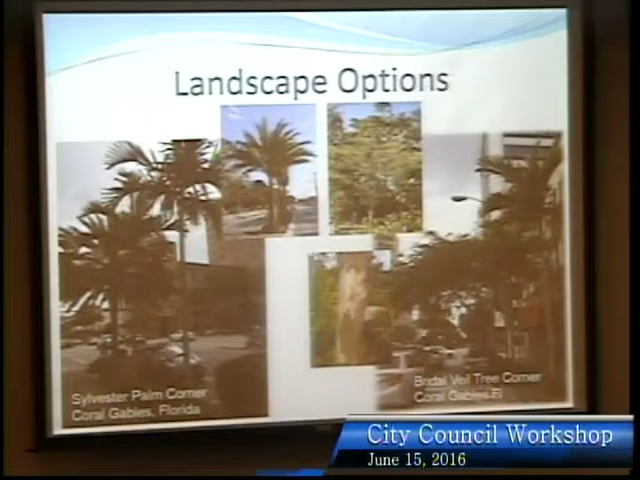 Landscape Options
Sylvester Palm Corner
Coral Gables, Florida
Bridal Veil Tree Corner
Coral Gables Fl
City Council Workshop
June 15, 2016